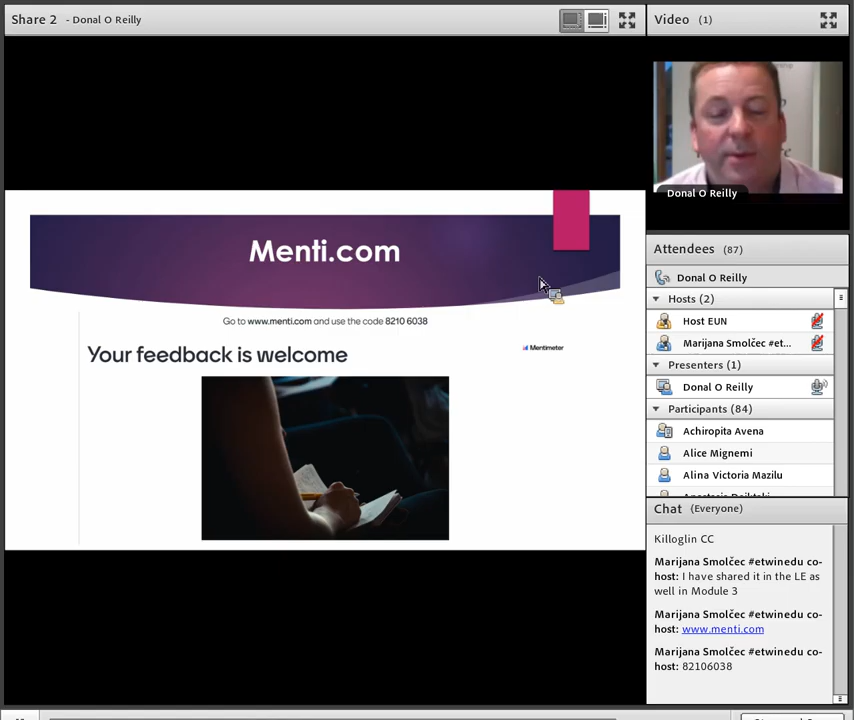 Share 2 - Donal O Reilly
Video (1)
Donal O Reilly
Menti.com
Go to www.menti.com and use the code 8210 6038
Your feedback is welcome
Mentimeter
Attendees (87)
Donal O Reilly
Hosts (2)
Host EUN
Marijana Smolčec #et...
Presenters (1)
Donal O Reilly
Participants (84)
Achiropita Avena
Alice Mignemi
Alina Victoria Mazilu
Chat (Everyone)
Killoglin CC
Marijana Smolčec #etwinedu co-
host: I have shared it in the LE as
well in Module 3
Marijana Smolčec #etwinedu co-
host: www.menti.com
Marijana Smolčec #etwinedu co-
host: 82106038